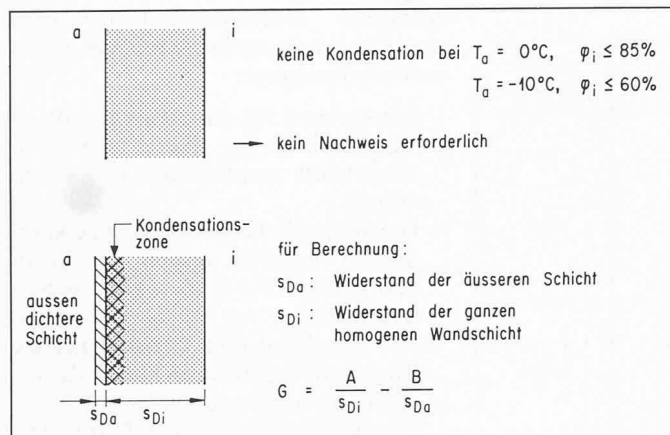 a
i
keine Kondensation bei T_a = 0°C, φ_i ≤ 85%
T_a = -10°C, φ_i ≤ 60%
→ kein Nachweis erforderlich
Kondensations-
zone
a
i
aussen
dichtere
Schicht
für Berechnung:
s_Da: Widerstand der äusseren Schicht
s_Di: Widerstand der ganzen
homogenen Wandschicht
G = A/s_Di - B/s_Da
s_Da
s_Di